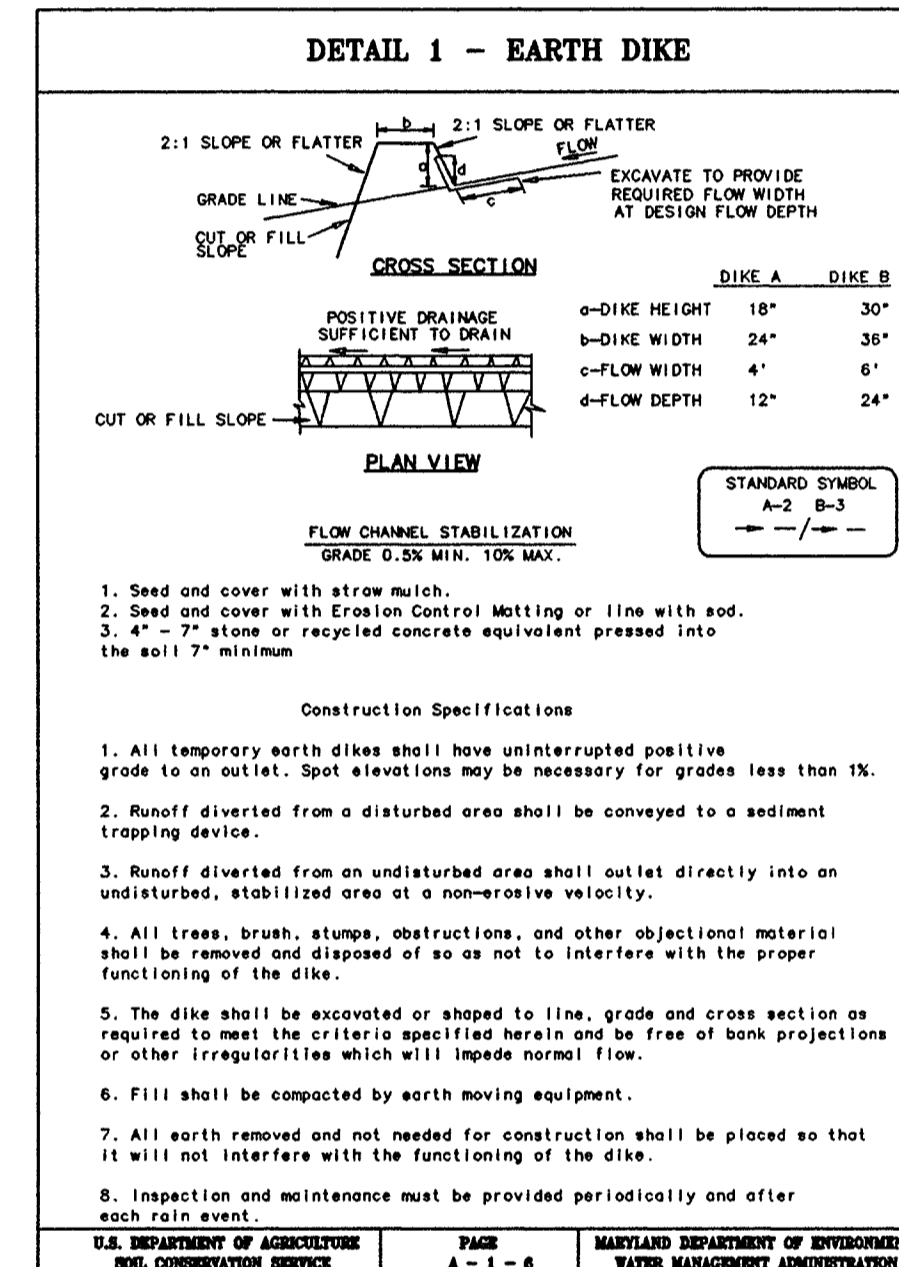 DETAIL 1 - EARTH DIKE
b
2:1 SLOPE OR FLATTER
2:1 SLOPE OR FLATTER
FLOW
a
d
EXCAVATE TO PROVIDE
REQUIRED FLOW WIDTH
AT DESIGN FLOW DEPTH
GRADE LINE
c
CUT OR FILL
SLOPE
CROSS SECTION
DIKE A DIKE B
a-DIKE HEIGHT 18" 30"
b-DIKE WIDTH 24" 36"
c-FLOW WIDTH 4' 6'
d-FLOW DEPTH 12" 24"
POSITIVE DRAINAGE
SUFFICIENT TO DRAIN
CUT OR FILL SLOPE
PLAN VIEW
STANDARD SYMBOL
A-2 B-3
FLOW CHANNEL STABILIZATION
GRADE 0.5% MIN. 10% MAX.
1. Seed and cover with straw mulch.
2. Seed and cover with Erosion Control Matting or line with sod.
3. 4" - 7" stone or recycled concrete equivalent pressed into
the soil 7" minimum
Construction Specifications
1. All temporary earth dikes shall have uninterrupted positive
grade to an outlet. Spot elevations may be necessary for grades less than 1%.
2. Runoff diverted from a disturbed area shall be conveyed to a sediment
trapping device.
3. Runoff diverted from an undisturbed area shall outlet directly into an
undisturbed, stabilized area at a non-erosive velocity.
4. All trees, brush, stumps, obstructions, and other objectional material
shall be removed and disposed of so as not to interfere with the proper
functioning of the dike.
5. The dike shall be excavated or shaped to line, grade and cross section as
required to meet the criteria specified herein and be free of bank projections
or other irregularities which will impede normal flow.
6. Fill shall be compacted by earth moving equipment.
7. All earth removed and not needed for construction shall be placed so that
it will not interfere with the functioning of the dike.
8. Inspection and maintenance must be provided periodically and after
each rain event.
U.S. DEPARTMENT OF AGRICULTURE
SOIL CONSERVATION SERVICE
PAGE
A - 1 - 6
MARYLAND DEPARTMENT OF ENVIRONME
WATER MANAGEMENT ADMINISTRATION